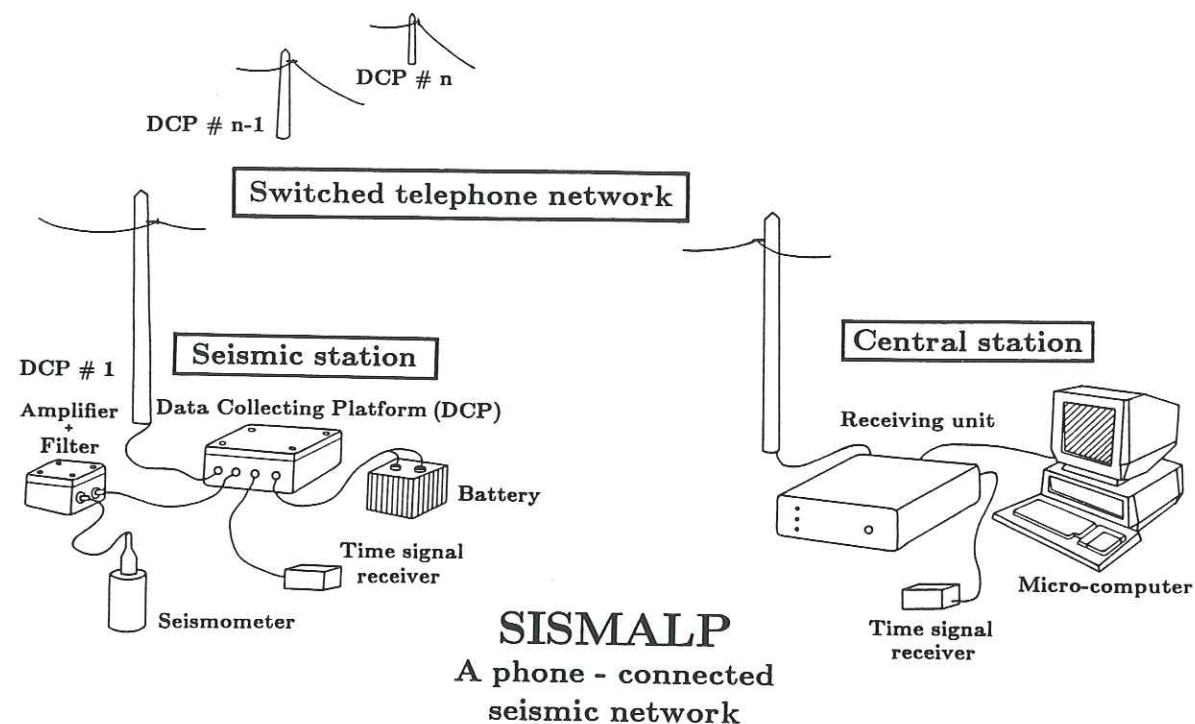 DCP # n
DCP # n-1
Switched telephone network
Seismic station
Central station
DCP # 1
Amplifier
+
Filter
Data Collecting Platform (DCP)
Receiving unit
Battery
Time signal
receiver
Seismometer
Micro-computer
Time signal
receiver
SISMALP
A phone - connected
seismic network